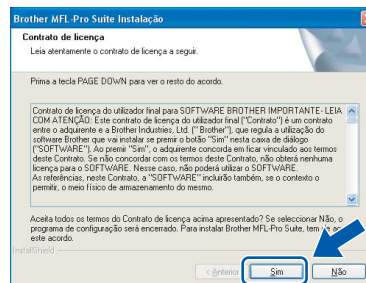 Brother MFL-Pro Suite Instalação
Contrato de licença
Leia atentamente o contrato de licença a seguir.
Prima a tecla PAGE DOWN para ver o resto do acordo.
Contrato de licença do utilizador final para SOFTWARE BROTHER IMPORTANTE- LEIA
COM ATENÇÃO: Este contrato de licença do utilizador final ("Contrato") é um contrato
entre o adquirente e a Brother Industries, Ltd. ("Brother"), que regula a utilização do
software Brother que vai instalar se premir o botão "Sim" nesta caixa de diálogo
("SOFTWARE"). Ao premir "Sim", o adquirente concorda em ficar vinculado aos termos
deste Contrato. Se não concordar com os termos deste Contrato, não obterá nenhuma
licença para o SOFTWARE. Nesse caso, não poderá utilizar o SOFTWARE.
As referências, neste Contrato, a "SOFTWARE" incluirão também, se o contexto o
permitir, o meio físico de armazenamento do mesmo.
Aceita todos os termos do Contrato de licença acima apresentado? Se seleccionar Não, o
programa de configuração será encerrado. Para instalar Brother MFL-Pro Suite, tem de
este acordo.
InstallShield
< Anterior
Sim
Não